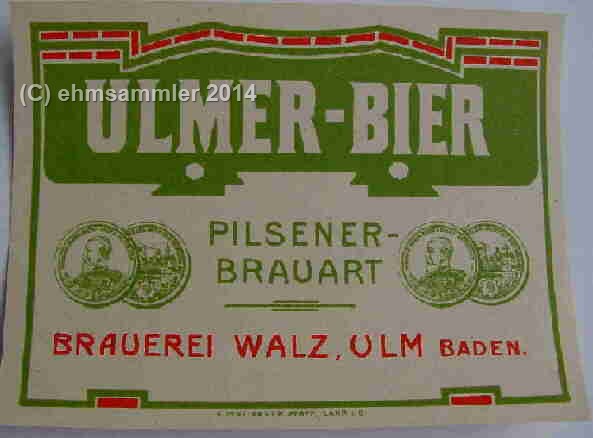 (C) ehmsammler 2014
ULMER-BIER
PILSENER-
BRAUART
BRAUEREI WALZ, ULM BADEN.